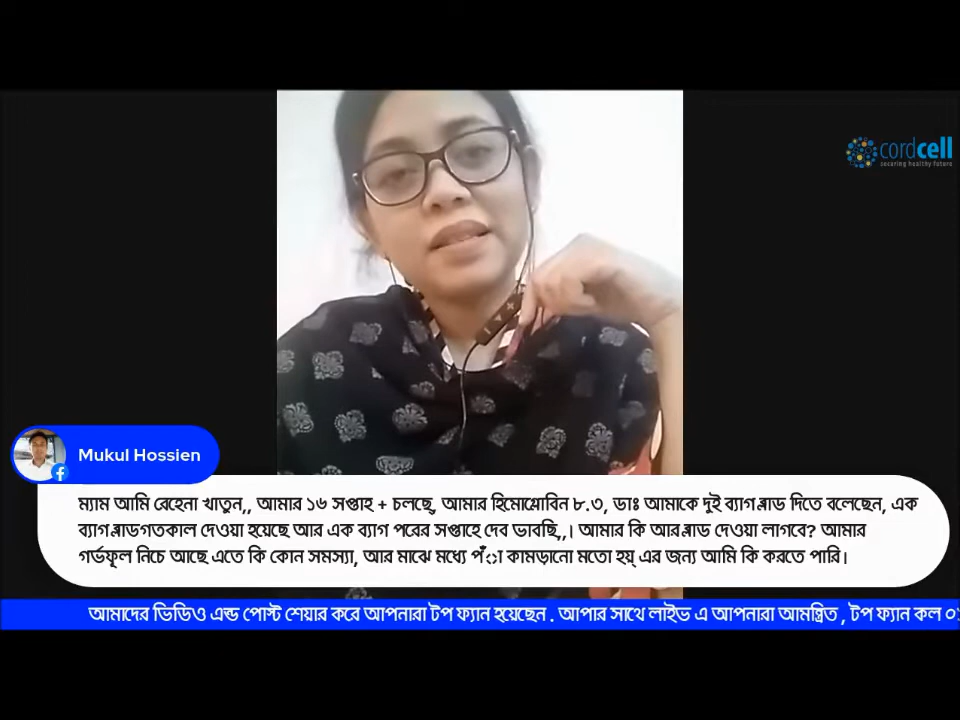 cordcell
securing healthy future
Mukul Hossien
ম্যাম আমি রেহেনা খাতুন,, আমার ১৬ সপ্তাহ + চলছে, আমার হিমোগ্লোবিন ৮.৩, ডাঃ আমাকে দুই ব্যাগ ব্লাড দিতে বলেছেন, এক
ব্যাগ ব্লাডগতকাল দেওয়া হয়েছে আর এক ব্যাগ পরের সপ্তাহে দেব ভাবছি,,। আমার কি আর ব্লাড দেওয়া লাগবে? আমার
গর্ভফূল নিচে আছে এতে কি কোন সমস্যা, আর মাঝে মধ্যে পঁা কামড়ানো মতো হয়্ এর জন্য আমি কি করতে পারি।
আমাদের ভিডিও এন্ড পোস্ট শেয়ার করে আপনারা টপ ফ্যান হয়েছেন . আপার সাথে লাইভ এ আপনারা আমন্ত্রিত , টপ ফ্যান কল